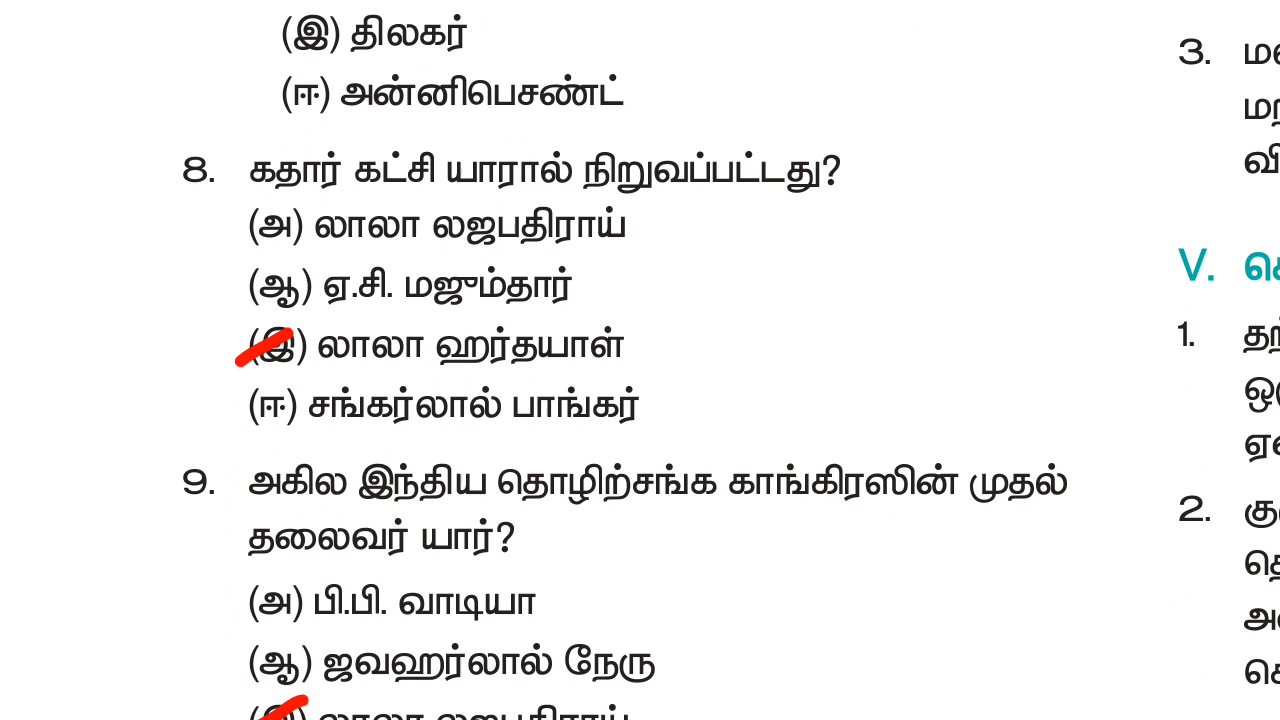 (இ) திலகர்
(ஈ) அன்னிபெசண்ட்
8. கதார் கட்சி யாரால் நிறுவப்பட்டது?
(அ) லாலா லஜபதிராய்
(ஆ) ஏ.சி. மஜும்தார்
(இ) லாலா ஹர்தயாள்
(ஈ) சங்கர்லால் பாங்கர்
9. அகில இந்திய தொழிற்சங்க காங்கிரஸின் முதல்
தலைவர் யார்?
(அ) பி.பி. வாடியா
(ஆ) ஜவஹர்லால் நேரு
(இ) லாலா லஜபதிராய்
3.
V.
1.
2.